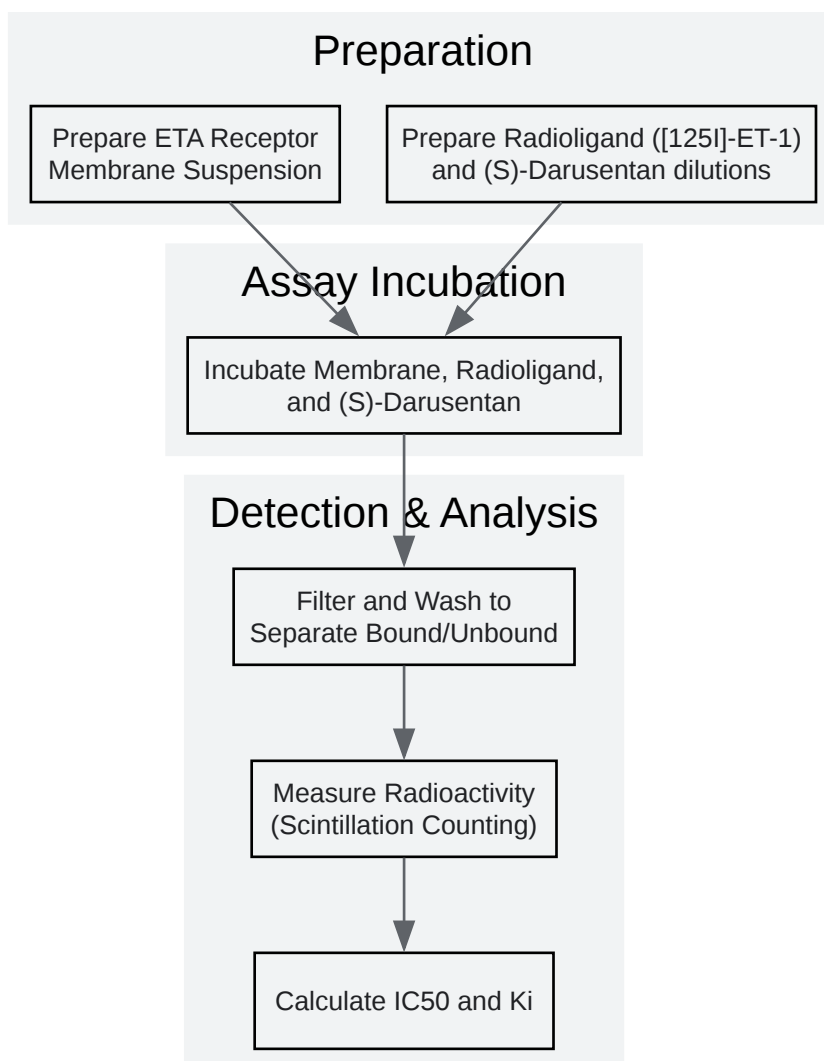 Preparation
Prepare ETA Receptor
Membrane Suspension
Prepare Radioligand ([125I]-ET-1)
and (S)-Darusentan dilutions
Assay Incubation
Incubate Membrane, Radioligand,
and (S)-Darusentan
Detection & Analysis
Filter and Wash to
Separate Bound/Unbound
Measure Radioactivity
(Scintillation Counting)
Calculate IC50 and Ki